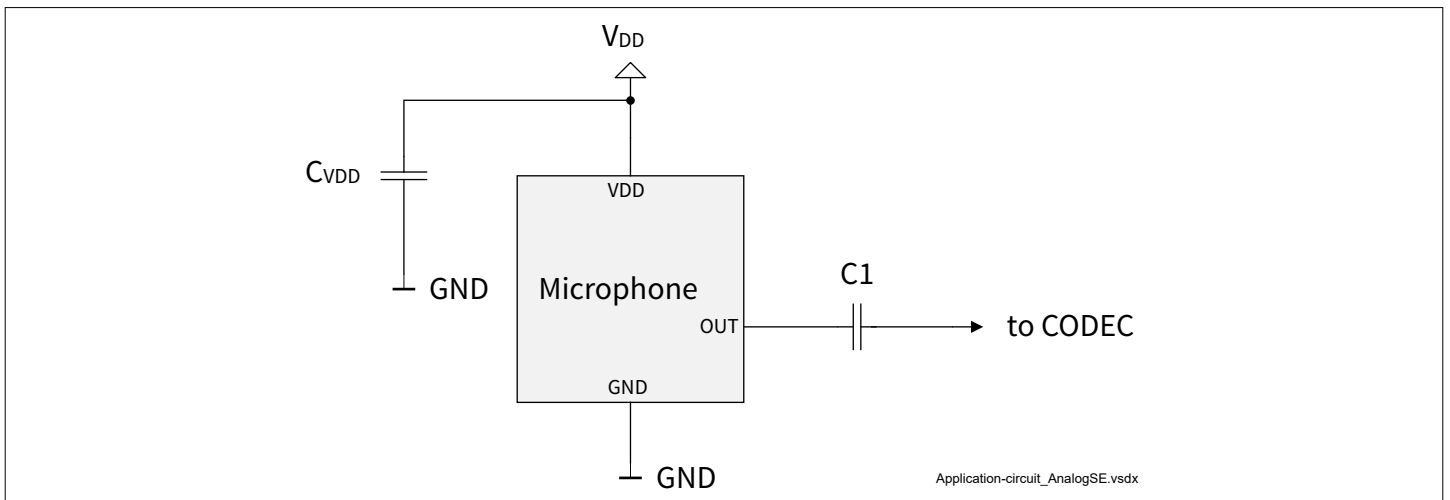 VDD
CVDD
VDD
GND
Microphone
C1
OUT
to CODEC
GND
GND
Application-circuit_AnalogSE.vsdx